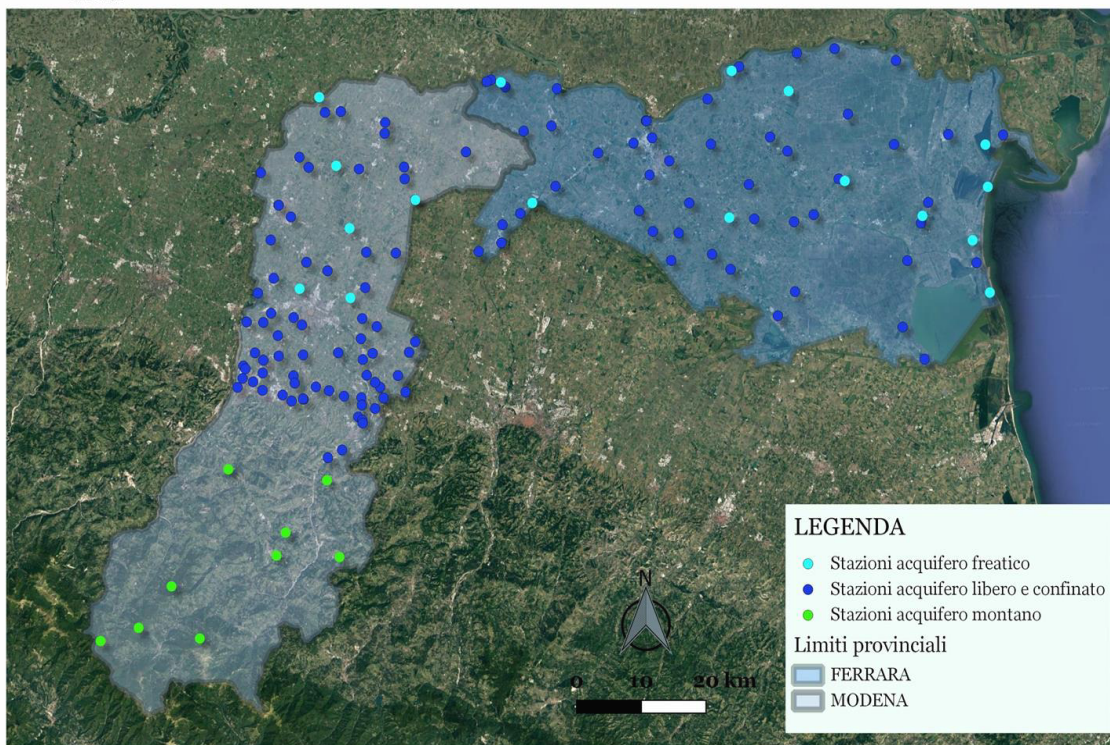 LEGENDA
Stazioni acquifero freatico
Stazioni acquifero libero e confinato
Stazioni acquifero montano
Limiti provinciali
FERRARA
MODENA
N
0 10 20 km